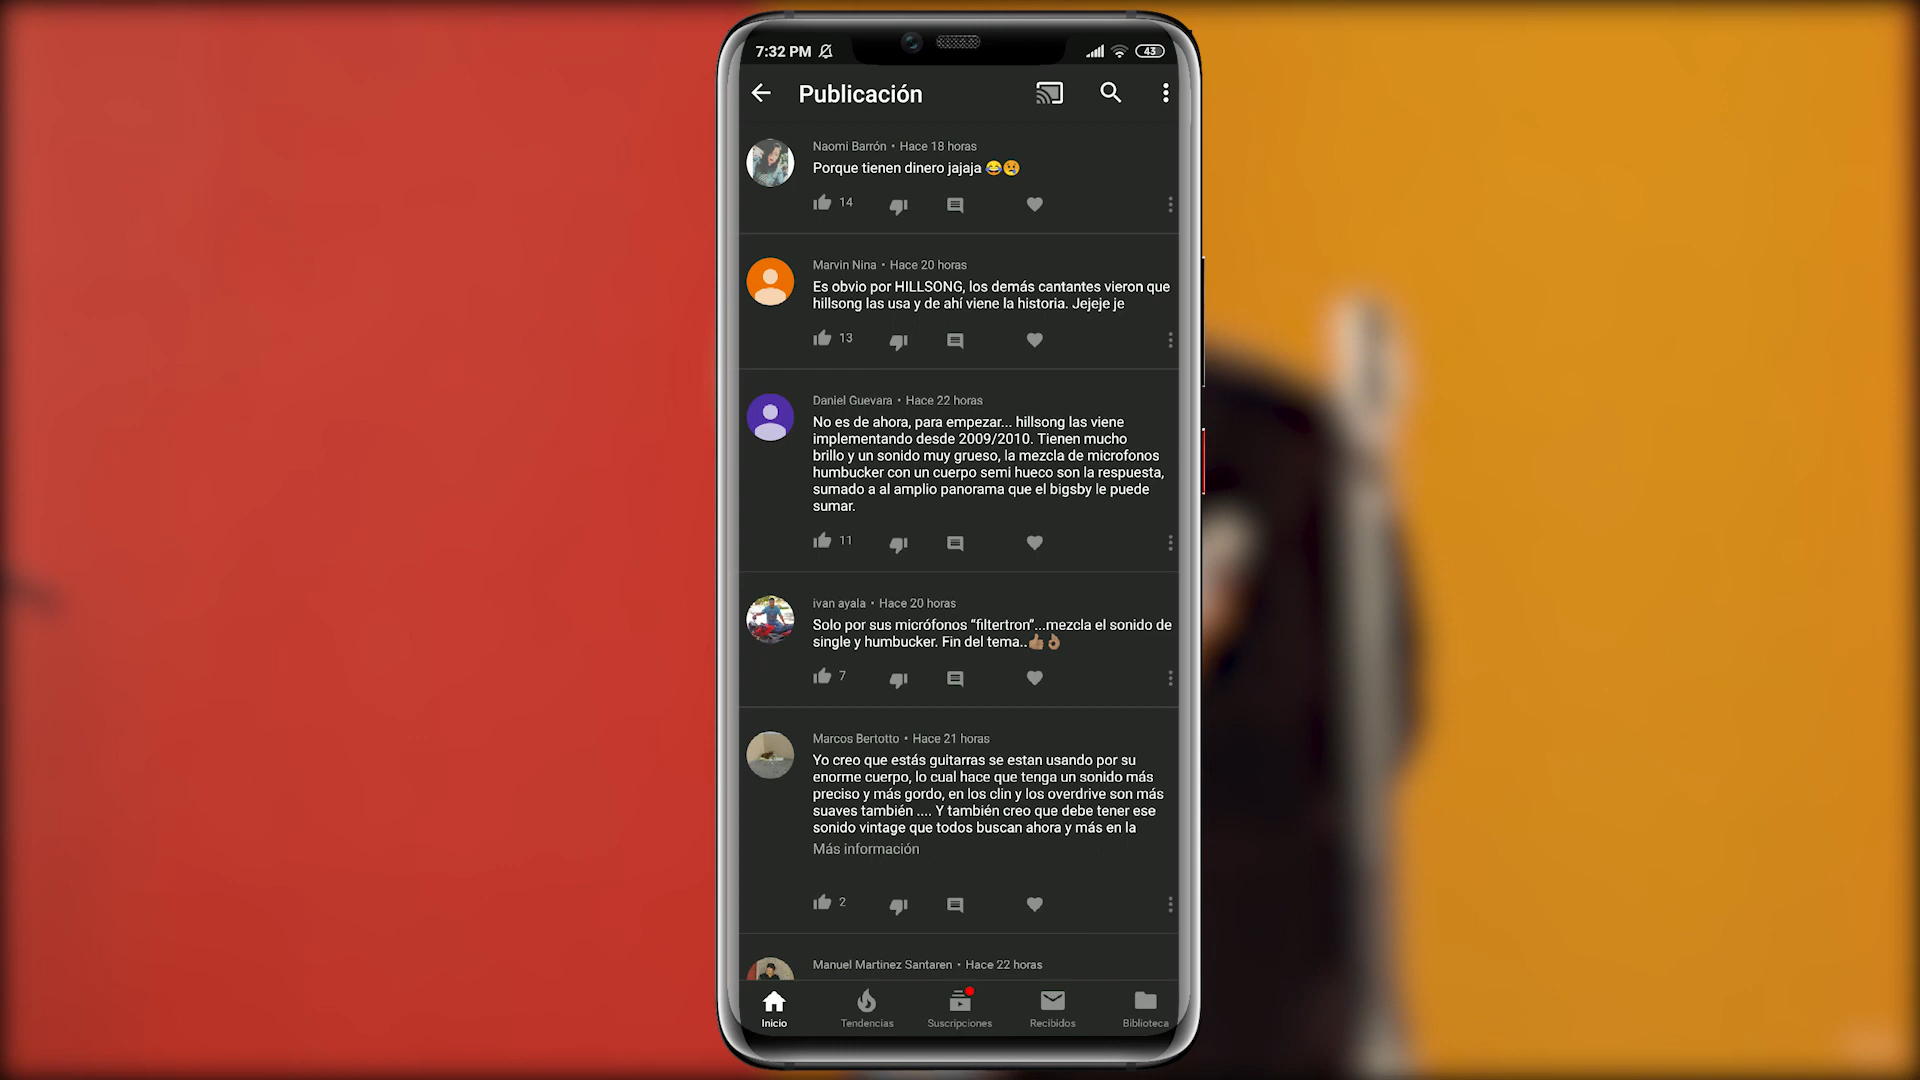 7:32 PM
43
Publicación
Naomi Barrón • Hace 18 horas
Porque tienen dinero jajaja 😂😢
14
Marvin Nina • Hace 20 horas
Es obvio por HILLSONG, los demás cantantes vieron que
hillsong las usa y de ahí viene la historia. Jejeje je
13
Daniel Guevara • Hace 22 horas
No es de ahora, para empezar... hillsong las viene
implementando desde 2009/2010. Tienen mucho
brillo y un sonido muy grueso, la mezcla de microfonos
humbucker con un cuerpo semi hueco son la respuesta,
sumado a al amplio panorama que el bigsby le puede
sumar.
11
ivan ayala • Hace 20 horas
Solo por sus micrófonos “filtertron”...mezcla el sonido de
single y humbucker. Fin del tema..👍🏽👌🏽
7
Marcos Bertotto • Hace 21 horas
Yo creo que estás guitarras se estan usando por su
enorme cuerpo, lo cual hace que tenga un sonido más
preciso y más gordo, en los clin y los overdrive son más
suaves también .... Y también creo que debe tener ese
sonido vintage que todos buscan ahora y más en la
Más información
2
Manuel Martinez Santaren • Hace 22 horas
Inicio
Tendencias
Suscripciones
Recibidos
Biblioteca